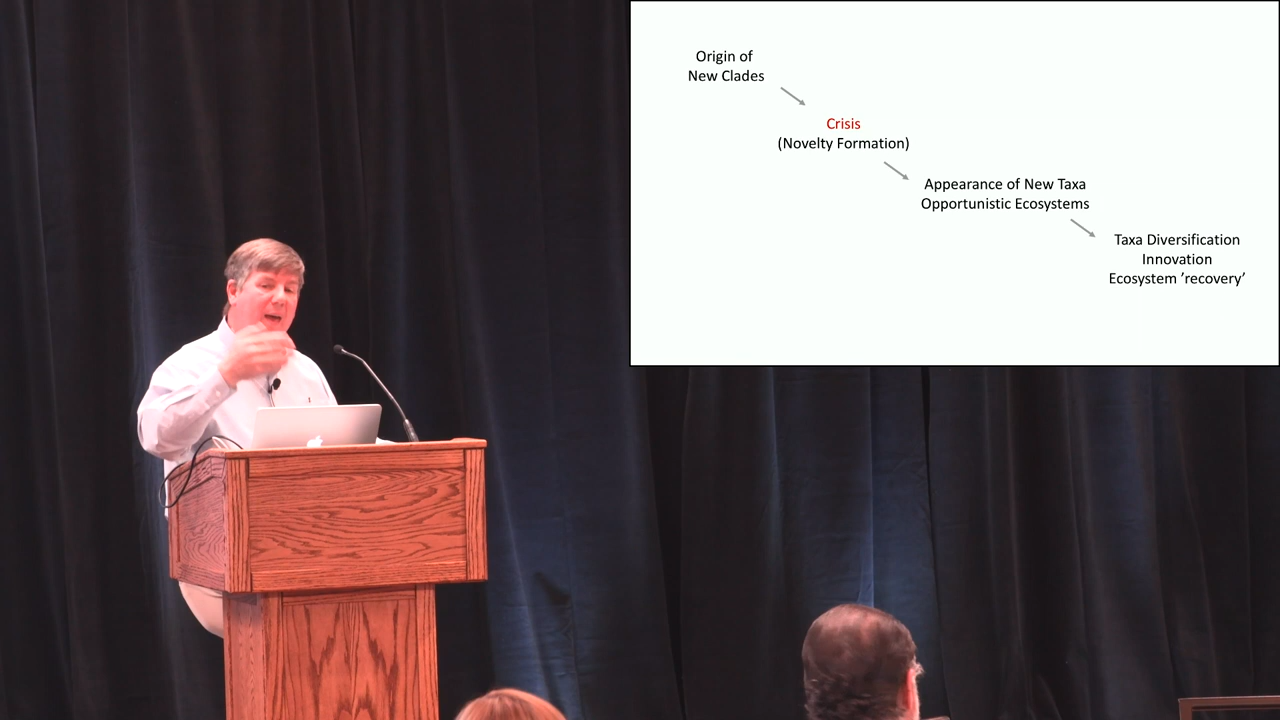 Origin of
New Clades
Crisis
(Novelty Formation)
Appearance of New Taxa
Opportunistic Ecosystems
Taxa Diversification
Innovation
Ecosystem ’recovery’